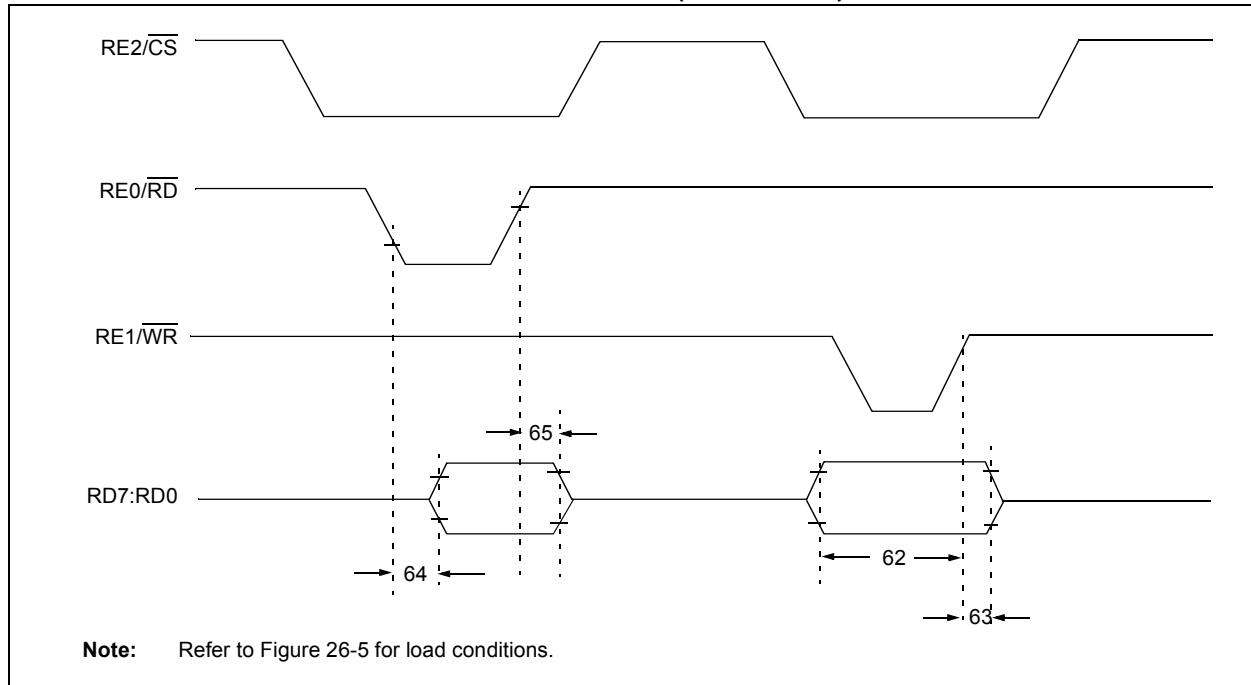 RE2/CS
RE0/RD
RE1/WR
65
RD7:RD0
64
62
63
Note: Refer to Figure 26-5 for load conditions.